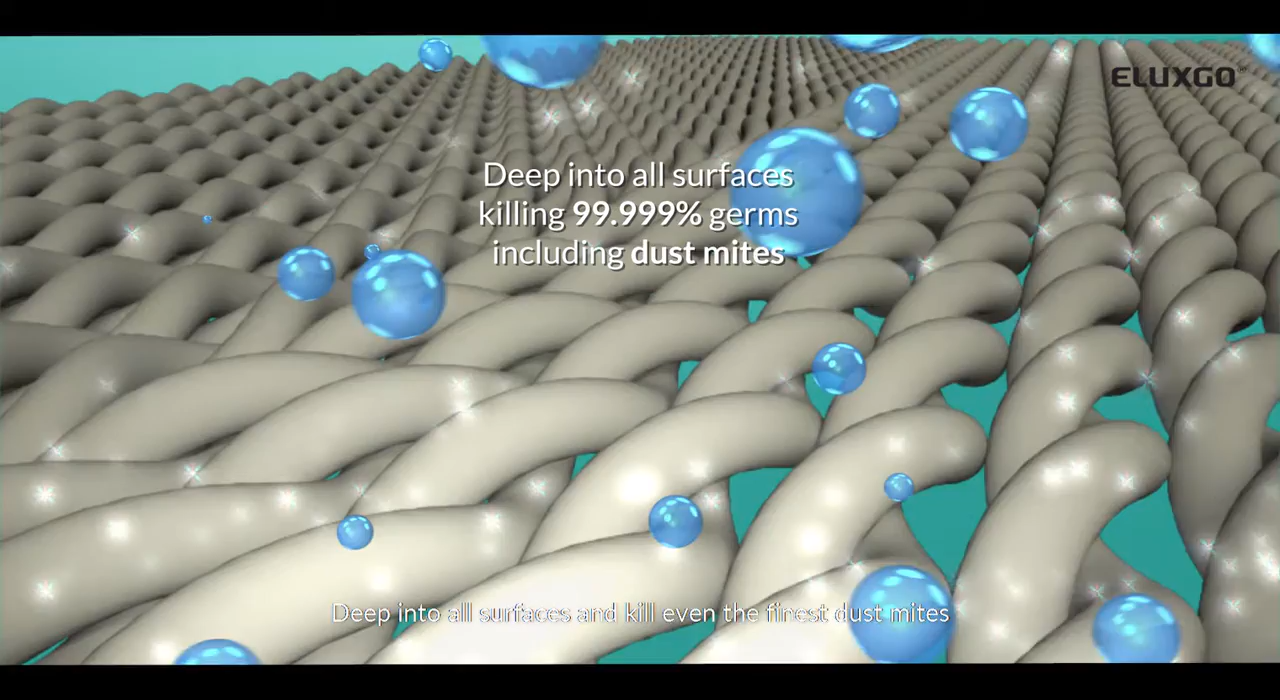 ELUXGO®
Deep into all surfaces
killing 99.999% germs
including dust mites
Deep into all surfaces and kill even the finest dust mites